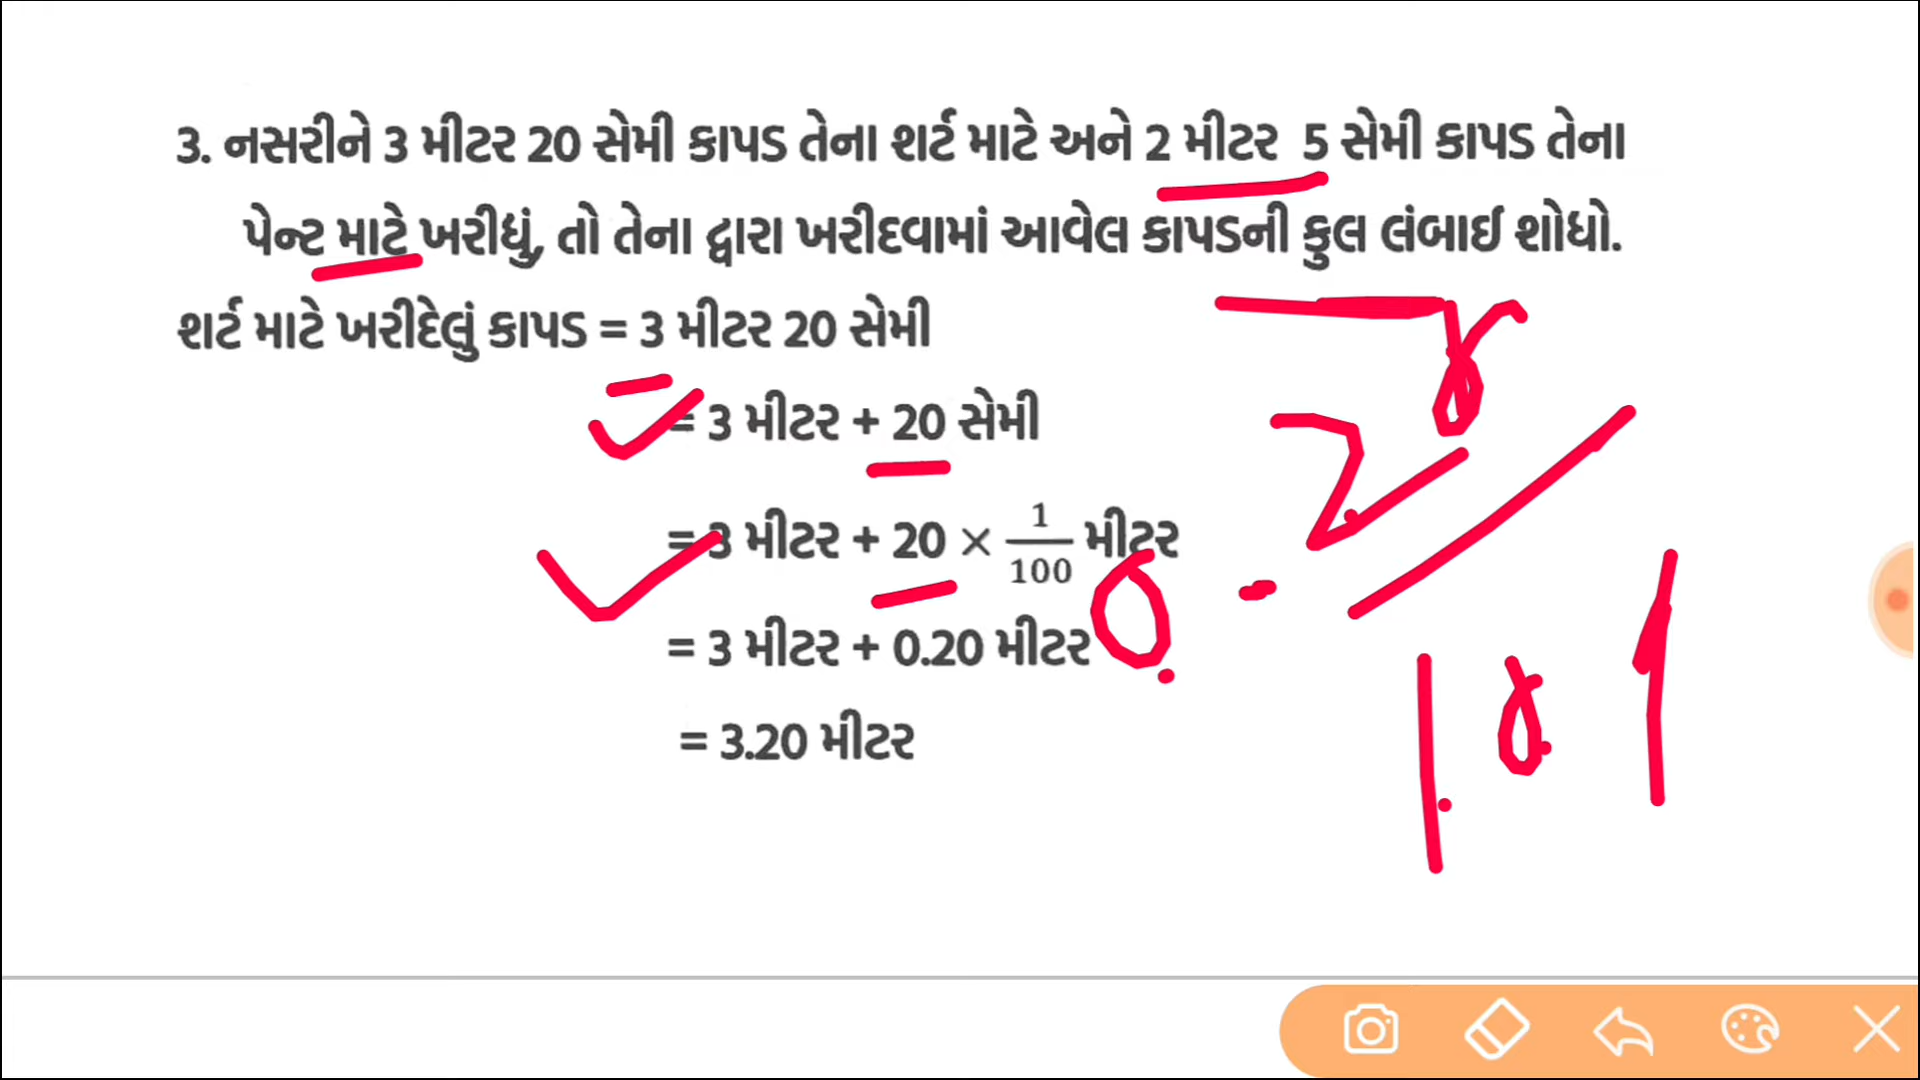 3. નસરીને 3 મીટર 20 સેમી કાપડ તેના શર્ટ માટે અને 2 મીટર 5 સેમી કાપડ તેના
પેન્ટ માટે ખરીદ્યું, તો તેના દ્વારા ખરીદવામાં આવેલ કાપડની કુલ લંબાઈ શોધો.
શર્ટ માટે ખરીદેલું કાપડ = 3 મીટર 20 સેમી
= 3 મીટર + 20 સેમી
= 3 મીટર + 20 × 1/100 મીટર
= 3 મીટર + 0.20 મીટર
= 3.20 મીટર